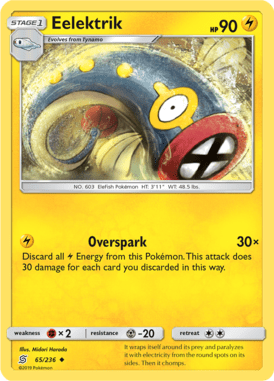 STAGE 1
Eelektrik
HP 90
Evolves from Tynamo
NO. 603 EleFish Pokémon HT: 3'11" WT: 48.5 lbs.
Overspark 30×
Discard all Energy from this Pokémon. This attack does
30 damage for each card you discarded in this way.
weakness × 2 resistance -20 retreat
Illus. Midori Harada
65/236
©2019 Pokémon
It wraps itself around its prey and paralyzes
it with electricity from the round spots on its
sides. Then it chomps.